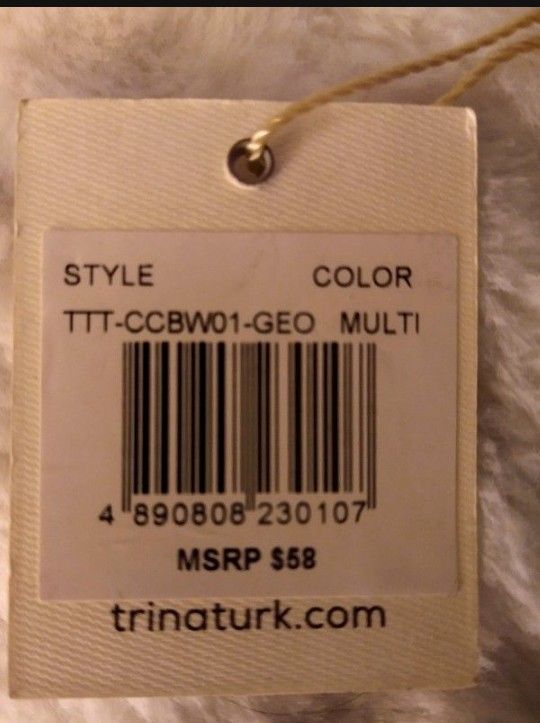 STYLE COLOR
TTT-CCBW01-GEO MULTI
4 890808 230107
MSRP $58
trinaturk.com